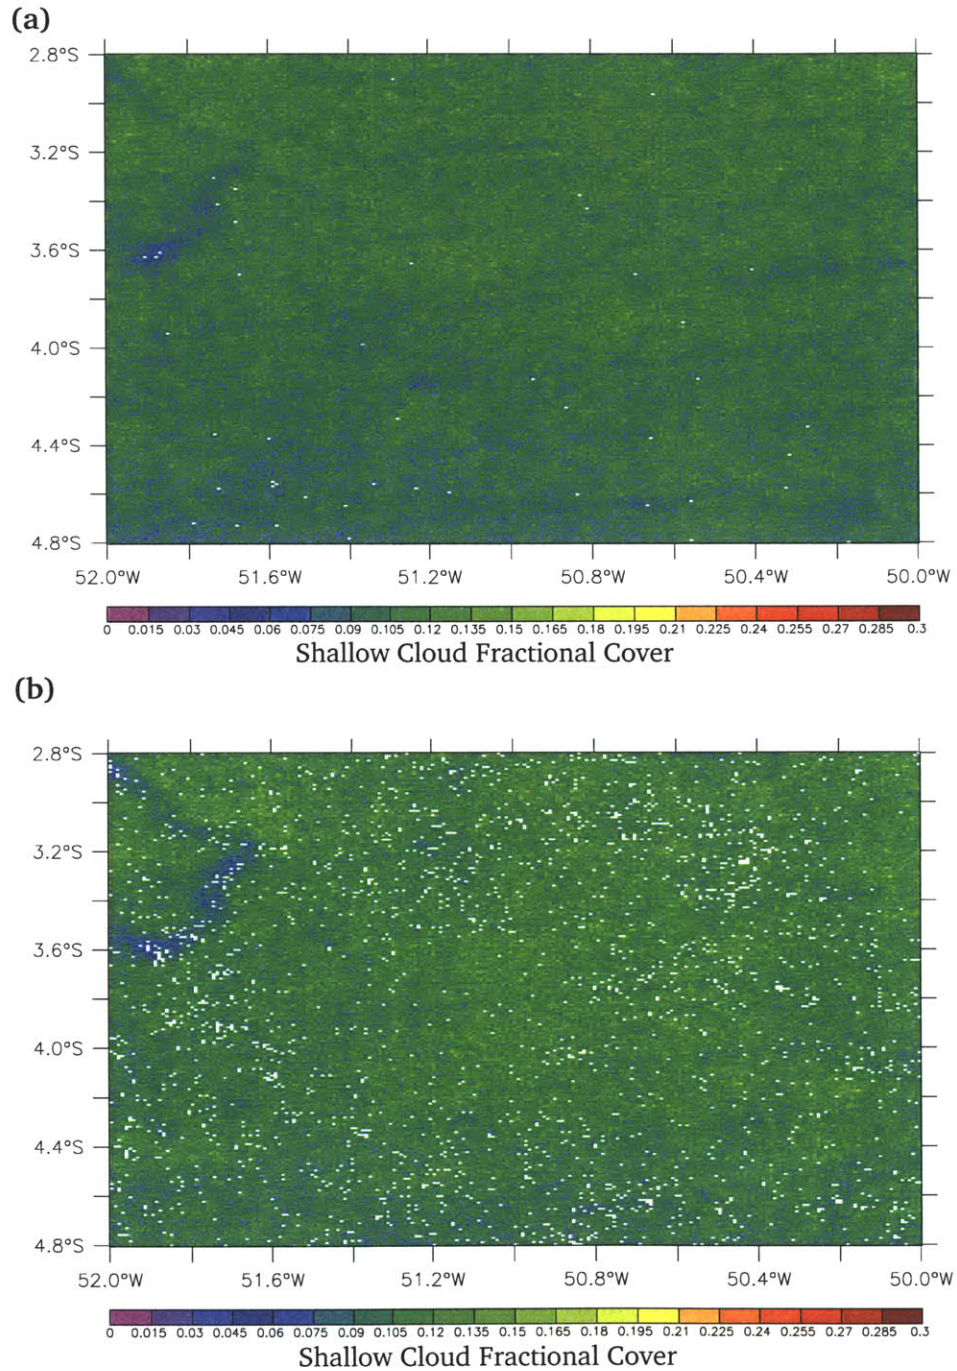 (a)
2.8°S
3.2°S
3.6°S
4.0°S
4.4°S
4.8°S
52.0°W 51.6°W 51.2°W 50.8°W 50.4°W 50.0°W
0 0.015 0.03 0.045 0.06 0.075 0.09 0.105 0.12 0.135 0.15 0.165 0.18 0.195 0.21 0.225 0.24 0.255 0.27 0.285 0.3
Shallow Cloud Fractional Cover
(b)
2.8°S
3.2°S
3.6°S
4.0°S
4.4°S
4.8°S
52.0°W 51.6°W 51.2°W 50.8°W 50.4°W 50.0°W
0 0.015 0.03 0.045 0.06 0.075 0.09 0.105 0.12 0.135 0.15 0.165 0.18 0.195 0.21 0.225 0.24 0.255 0.27 0.285 0.3
Shallow Cloud Fractional Cover